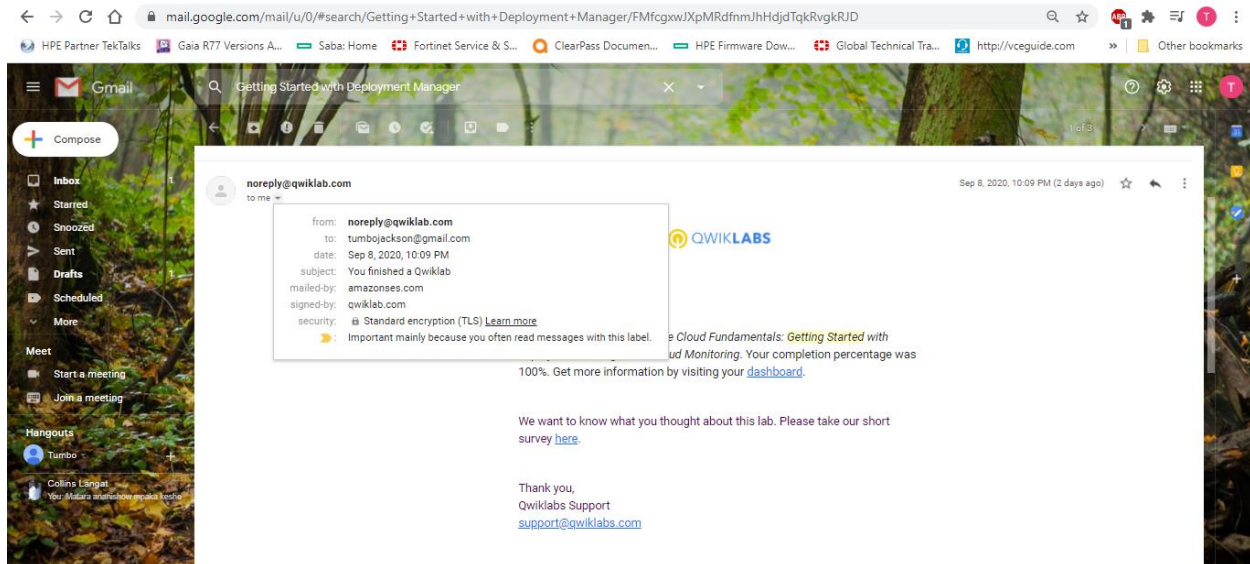 mail.google.com/mail/u/0/#search/Getting+Started+with+Deployment+Manager/FMfcgxwJXpMRdfnmJhHdjdTqkRvgkRJD
ABP
1
T
HPE Partner TekTalks
Gaia R77 Versions A...
Saba: Home
Fortinet Service & S...
ClearPass Documen...
HPE Firmware Dow...
Global Technical Tra...
http://vceguide.com
»
Other bookmarks
Gmail
Getting Started with Deployment Manager
T
Compose
1 of 3
Inbox 1
Starred
Snoozed
Sent
Drafts 1
Scheduled
More
Meet
Start a meeting
Join a meeting
Hangouts
Tumbo
Collins Langat
You: Matara ananishow mpaka kesho
noreply@qwiklab.com
Sep 8, 2020, 10:09 PM (2 days ago)
to me
from: noreply@qwiklab.com
to: tumbojackson@gmail.com
date: Sep 8, 2020, 10:09 PM
subject: You finished a Qwiklab
mailed-by: amazonses.com
signed-by: qwiklab.com
security: Standard encryption (TLS) Learn more
: Important mainly because you often read messages with this label.
QWIKLABS
e Cloud Fundamentals: Getting Started with
ud Monitoring. Your completion percentage was
100%. Get more information by visiting your dashboard.
We want to know what you thought about this lab. Please take our short
survey here.
Thank you,
Qwiklabs Support
support@qwiklabs.com